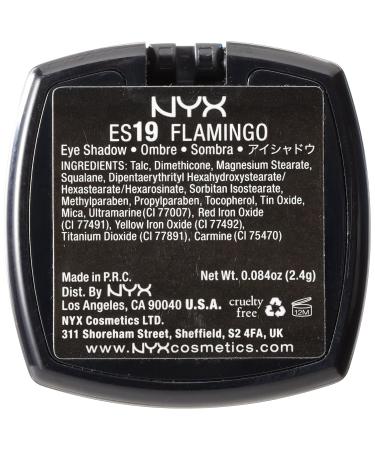 NYX
ES19 FLAMINGO
Eye Shadow • Ombre • Sombra • アイシャドウ
INGREDIENTS: Talc, Dimethicone, Magnesium Stearate,
Squalane, Dipentaerythrityl Hexahydroxystearate/
Hexastearate/Hexarosinate, Sorbitan Isostearate,
Methylparaben, Propylparaben, Tocopherol, Tin Oxide,
Mica, Ultramarine(CI 77007), Red Iron Oxide
(CI 77491), Yellow Iron Oxide (CI 77492),
Titanium Dioxide (CI 77891), Carmine (CI 75470)
Made in P.R.C. Net Wt. 0.084oz (2.4g)
Dist. By NYX
Los Angeles, CA 90040 U.S.A. cruelty free 12M
NYX Cosmetics LTD.
311 Shoreham Street, Sheffield, S2 4FA, UK
www.NYXcosmetics.com